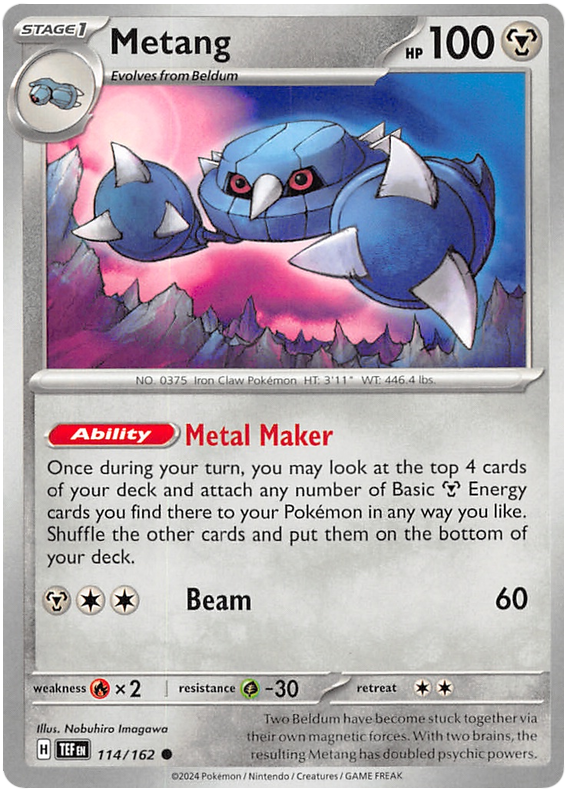 STAGE1
Metang
HP 100
Evolves from Beldum
NO. 0375 Iron Claw Pokémon HT: 3'11" WT: 446.4 lbs.
Ability Metal Maker
Once during your turn, you may look at the top 4 cards
of your deck and attach any number of Basic Energy
cards you find there to your Pokémon in any way you like.
Shuffle the other cards and put them on the bottom of
your deck.
Beam 60
weakness ×2 resistance -30 retreat
Illus. Nobuhiro Imagawa
Two Beldum have become stuck together via
their own magnetic forces. With two brains, the
resulting Metang has doubled psychic powers.
H TEF EN 114/162
©2024 Pokémon / Nintendo / Creatures / GAME FREAK